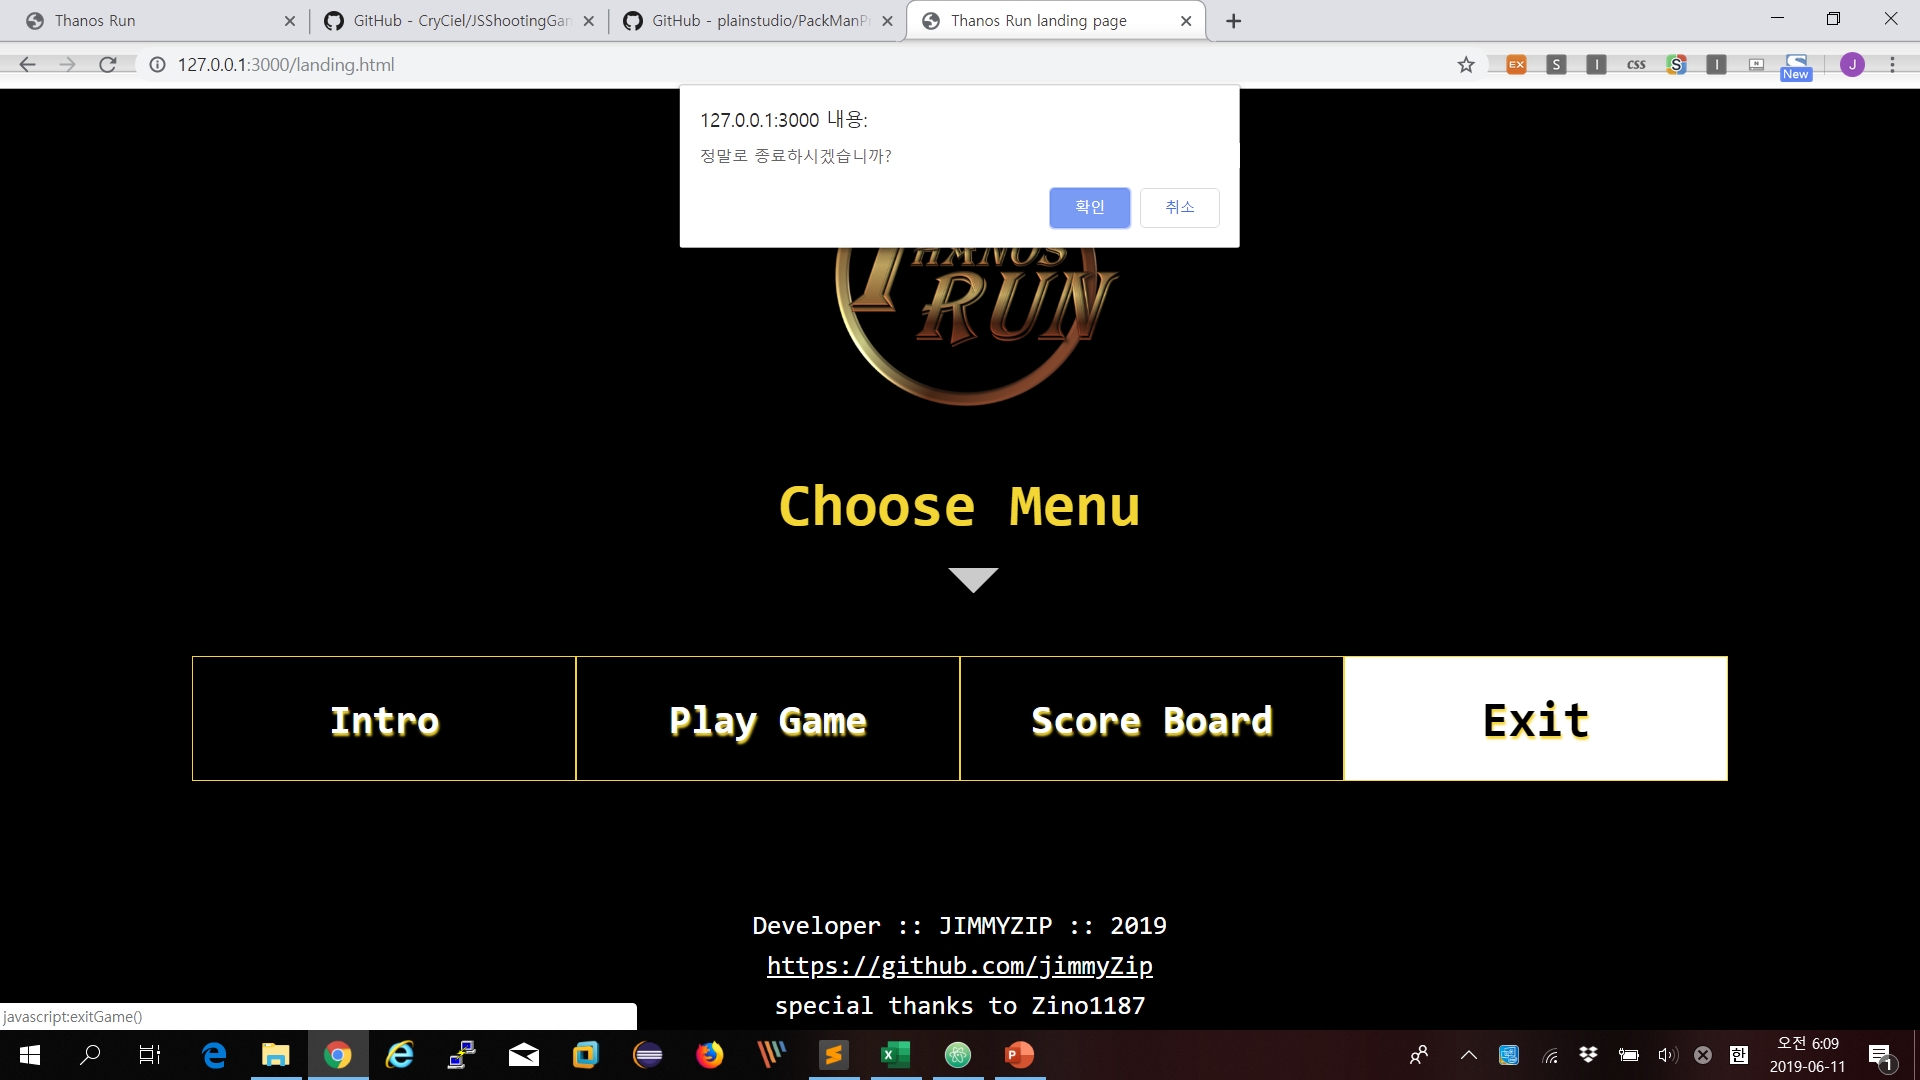 Thanos Run
GitHub - CryCiel/JSShootingGan
GitHub - plainstudio/PackManPr
Thanos Run landing page
127.0.0.1:3000/landing.html
EX
S
I
css
S
I
N
New
J
127.0.0.1:3000 내용:
정말로 종료하시겠습니까?
확인
취소
THANOS
RUN
Choose Menu
Intro
Play Game
Score Board
Exit
Developer :: JIMMYZIP :: 2019
https://github.com/jimmyZip
special thanks to Zino1187
javascript:exitGame()
한
오전 6:09
2019-06-11
1